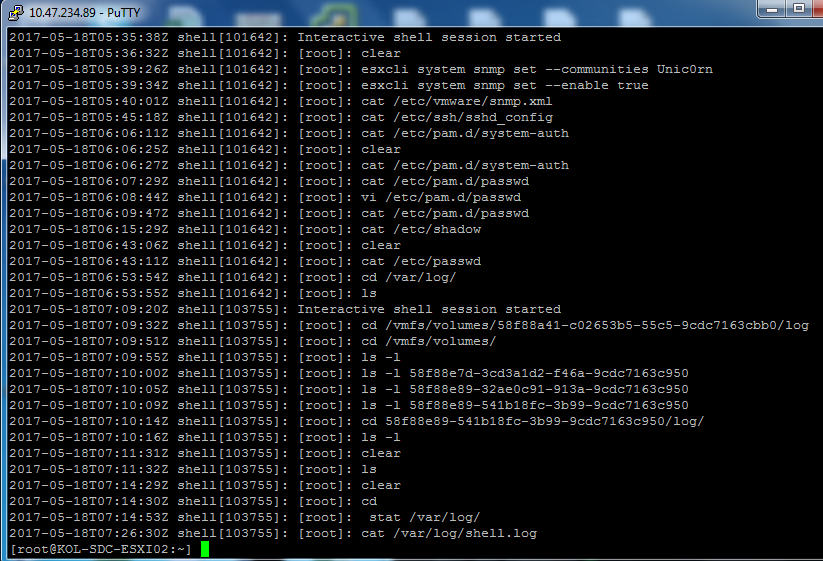 10.47.234.89 - PuTTY
2017-05-18T05:35:38Z shell[101642]: Interactive shell session started
2017-05-18T05:36:32Z shell[101642]: [root]: clear
2017-05-18T05:39:26Z shell[101642]: [root]: esxcli system snmp set --communities Unic0rn
2017-05-18T05:39:34Z shell[101642]: [root]: esxcli system snmp set --enable true
2017-05-18T05:40:01Z shell[101642]: [root]: cat /etc/vmware/snmp.xml
2017-05-18T05:45:18Z shell[101642]: [root]: cat /etc/ssh/sshd_config
2017-05-18T06:06:11Z shell[101642]: [root]: cat /etc/pam.d/system-auth
2017-05-18T06:06:25Z shell[101642]: [root]: clear
2017-05-18T06:06:27Z shell[101642]: [root]: cat /etc/pam.d/system-auth
2017-05-18T06:07:29Z shell[101642]: [root]: cat /etc/pam.d/passwd
2017-05-18T06:08:44Z shell[101642]: [root]: vi /etc/pam.d/passwd
2017-05-18T06:09:47Z shell[101642]: [root]: cat /etc/pam.d/passwd
2017-05-18T06:15:29Z shell[101642]: [root]: cat /etc/shadow
2017-05-18T06:43:06Z shell[101642]: [root]: clear
2017-05-18T06:43:11Z shell[101642]: [root]: cat /etc/passwd
2017-05-18T06:53:54Z shell[101642]: [root]: cd /var/log/
2017-05-18T06:53:55Z shell[101642]: [root]: ls
2017-05-18T07:09:20Z shell[103755]: Interactive shell session started
2017-05-18T07:09:32Z shell[103755]: [root]: cd /vmfs/volumes/58f88a41-c02653b5-55c5-9cdc7163cbb0/log
2017-05-18T07:09:51Z shell[103755]: [root]: cd /vmfs/volumes/
2017-05-18T07:09:55Z shell[103755]: [root]: ls -l
2017-05-18T07:10:00Z shell[103755]: [root]: ls -l 58f88e7d-3cd3a1d2-f46a-9cdc7163c950
2017-05-18T07:10:05Z shell[103755]: [root]: ls -l 58f88e89-32ae0c91-913a-9cdc7163c950
2017-05-18T07:10:09Z shell[103755]: [root]: ls -l 58f88e89-541b18fc-3b99-9cdc7163c950
2017-05-18T07:10:14Z shell[103755]: [root]: cd 58f88e89-541b18fc-3b99-9cdc7163c950/log/
2017-05-18T07:10:16Z shell[103755]: [root]: ls -l
2017-05-18T07:11:31Z shell[103755]: [root]: clear
2017-05-18T07:11:32Z shell[103755]: [root]: ls
2017-05-18T07:14:29Z shell[103755]: [root]: clear
2017-05-18T07:14:30Z shell[103755]: [root]: cd
2017-05-18T07:14:53Z shell[103755]: [root]:  stat /var/log/
2017-05-18T07:26:30Z shell[103755]: [root]: cat /var/log/shell.log
[root@KOL-SDC-ESXI02:~]